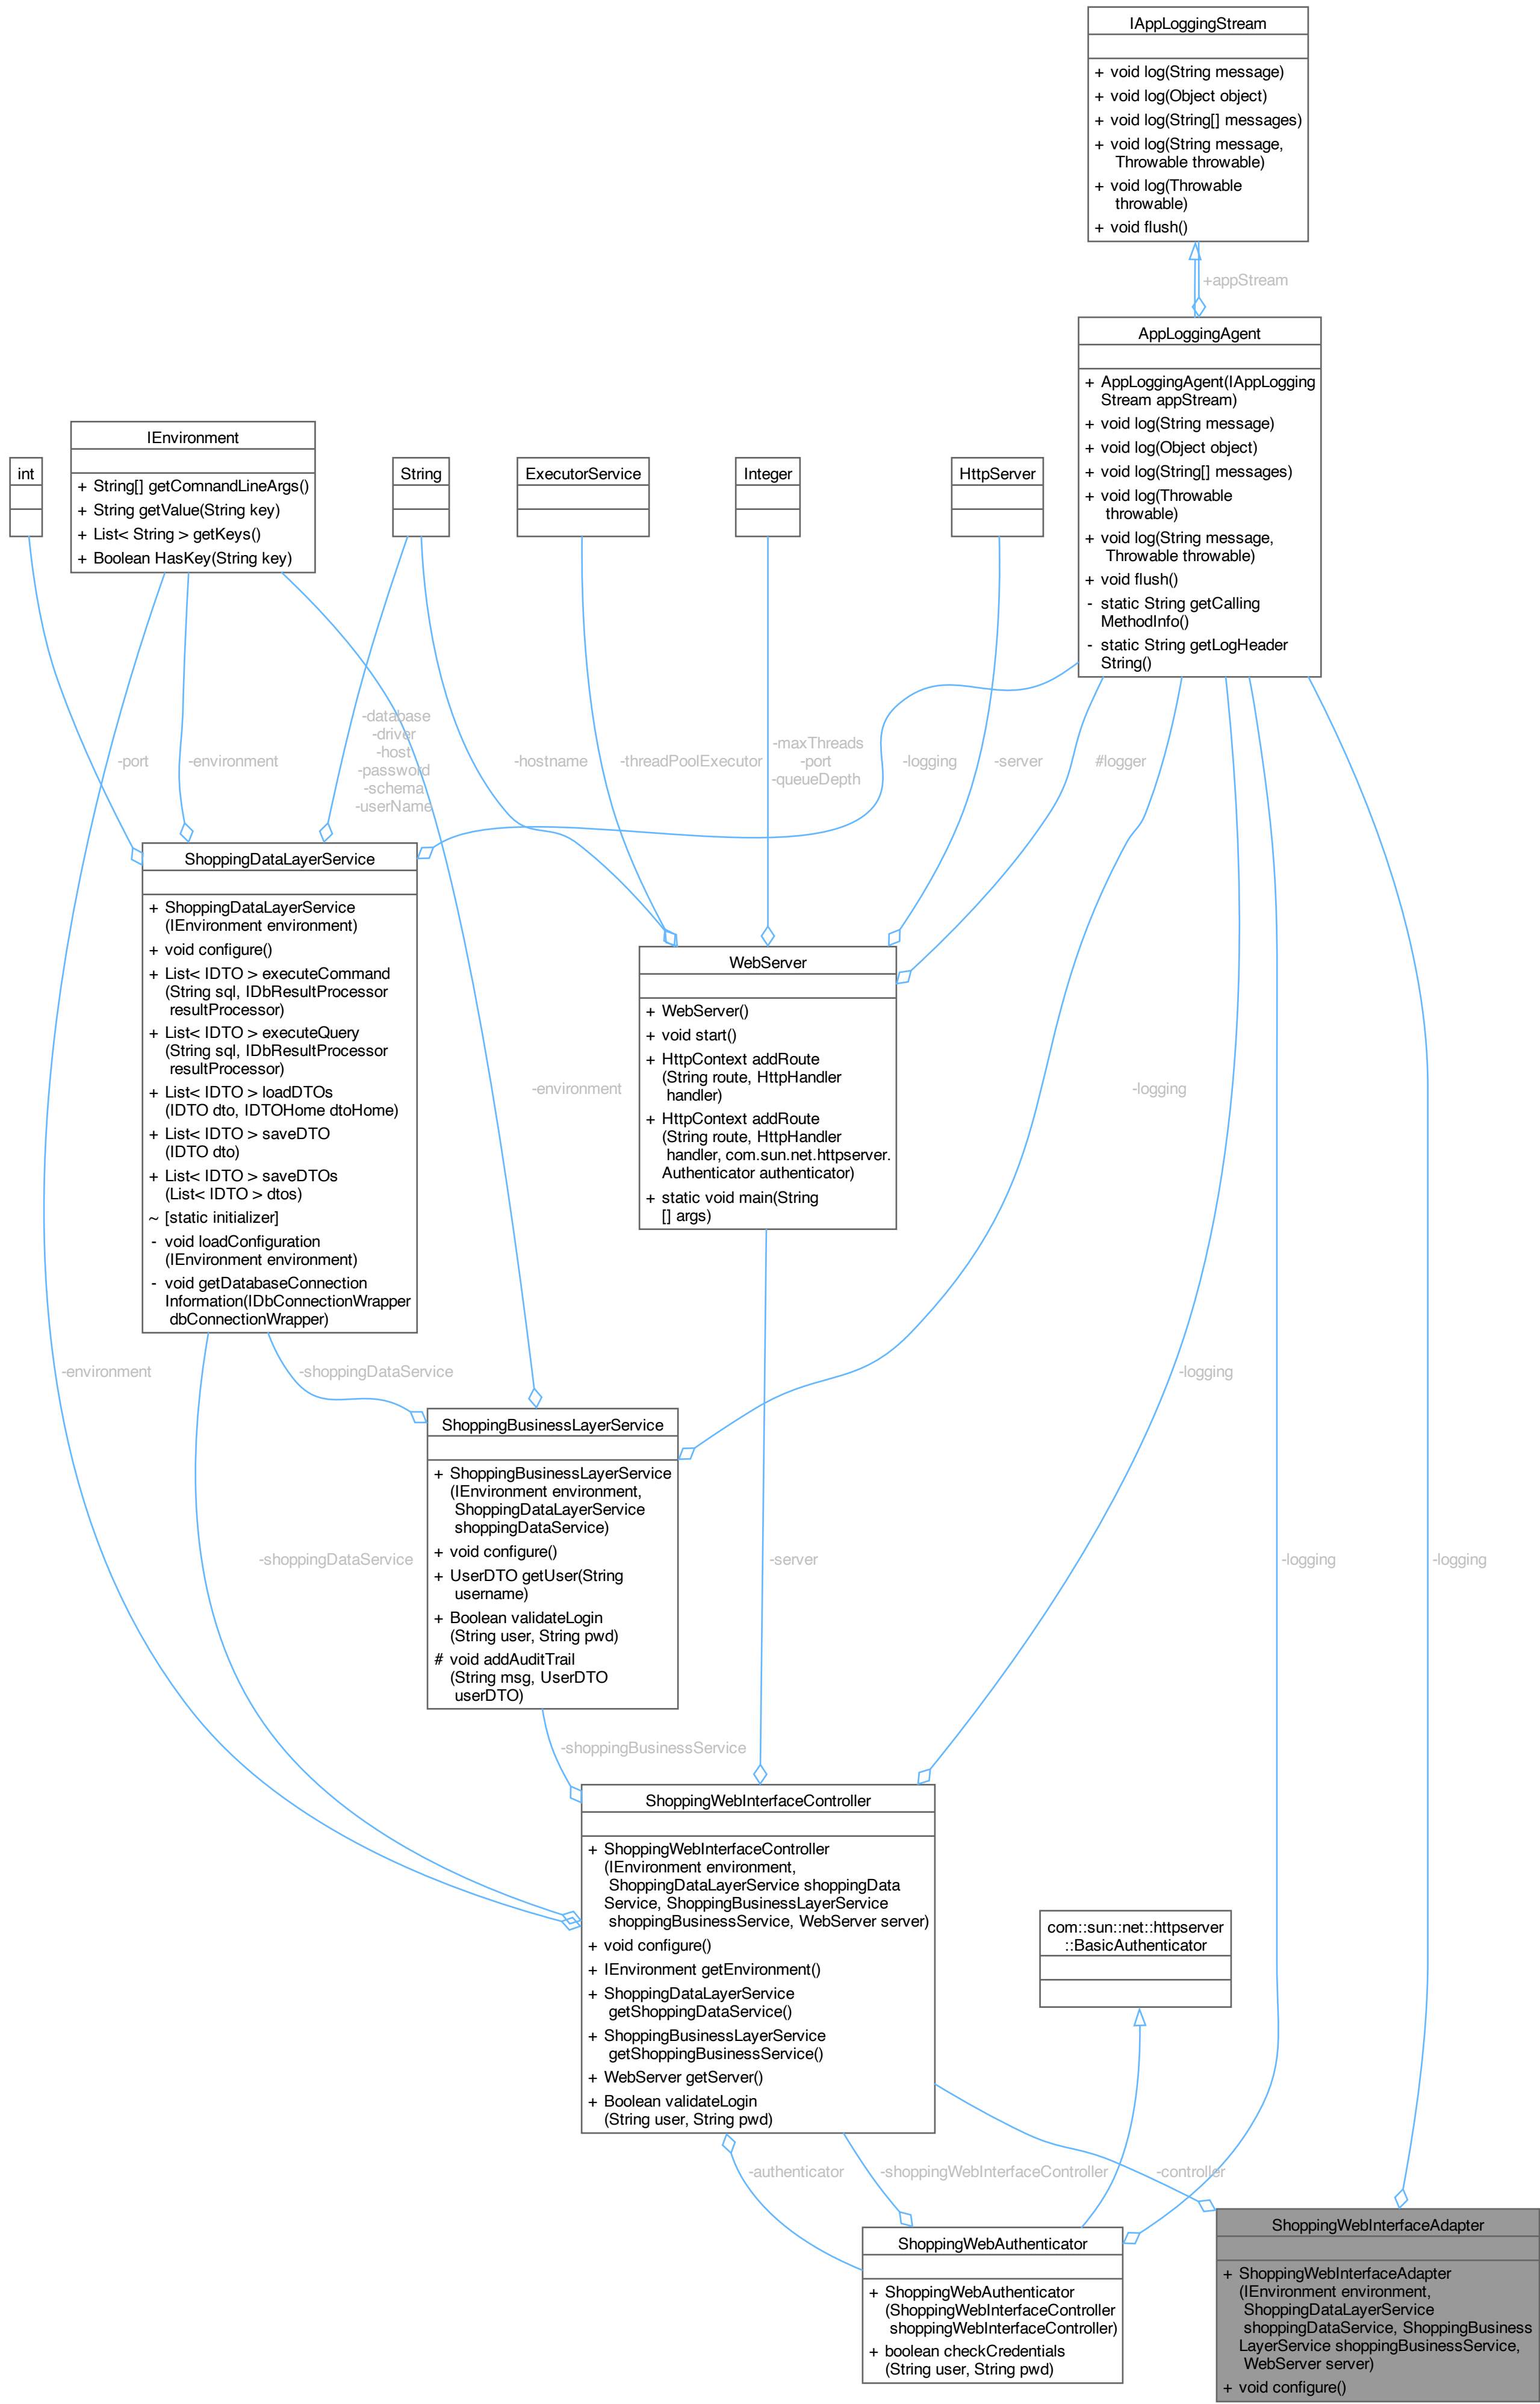 IAppLoggingStream
+ void log(String message)
+ void log(Object object)
+ void log(String[] messages)
+ void log(String message,
Throwable throwable)
+ void log(Throwable
throwable)
+ void flush()
+appStream
AppLoggingAgent
+ AppLoggingAgent(IAppLogging
Stream appStream)
+ void log(String message)
+ void log(Object object)
+ void log(String[] messages)
+ void log(Throwable
throwable)
+ void log(String message,
Throwable throwable)
+ void flush()
- static String getCalling
MethodInfo()
- static String getLogHeader
String()
IEnvironment
+ String[] getComnandLineArgs()
+ String getValue(String key)
+ List< String > getKeys()
+ Boolean HasKey(String key)
int
String
ExecutorService
Integer
HttpServer
-port
-environment
-database
-driver
-host
-password
-schema
-userName
-hostname
-threadPoolExecutor
-maxThreads
-port
-queueDepth
-logging
-server
#logger
ShoppingDataLayerService
+ ShoppingDataLayerService
(IEnvironment environment)
+ void configure()
+ List< IDTO > executeCommand
(String sql, IDbResultProcessor
resultProcessor)
+ List< IDTO > executeQuery
(String sql, IDbResultProcessor
resultProcessor)
+ List< IDTO > loadDTOs
(IDTO dto, IDTOHome dtoHome)
+ List< IDTO > saveDTO
(IDTO dto)
+ List< IDTO > saveDTOs
(List< IDTO > dtos)
~ [static initializer]
- void loadConfiguration
(IEnvironment environment)
- void getDatabaseConnection
Information(IDbConnectionWrapper
dbConnectionWrapper)
WebServer
+ WebServer()
+ void start()
+ HttpContext addRoute
(String route, HttpHandler
handler)
+ HttpContext addRoute
(String route, HttpHandler
handler, com.sun.net.httpserver.
Authenticator authenticator)
+ static void main(String
[] args)
-environment
-logging
-environment
-shoppingDataService
-logging
ShoppingBusinessLayerService
+ ShoppingBusinessLayerService
(IEnvironment environment,
ShoppingDataLayerService
shoppingDataService)
+ void configure()
+ UserDTO getUser(String
username)
+ Boolean validateLogin
(String user, String pwd)
# void addAuditTrail
(String msg, UserDTO
userDTO)
-shoppingDataService
-server
-logging
-logging
-shoppingBusinessService
ShoppingWebInterfaceController
+ ShoppingWebInterfaceController
(IEnvironment environment,
ShoppingDataLayerService shoppingData
Service, ShoppingBusinessLayerService
shoppingBusinessService, WebServer server)
+ void configure()
+ IEnvironment getEnvironment()
+ ShoppingDataLayerService
getShoppingDataService()
+ ShoppingBusinessLayerService
getShoppingBusinessService()
+ WebServer getServer()
+ Boolean validateLogin
(String user, String pwd)
com::sun::net::httpserver
::BasicAuthenticator
-authenticator
-shoppingWebInterfaceController
-controller
ShoppingWebAuthenticator
+ ShoppingWebAuthenticator
(ShoppingWebInterfaceController
shoppingWebInterfaceController)
+ boolean checkCredentials
(String user, String pwd)
ShoppingWebInterfaceAdapter
+ ShoppingWebInterfaceAdapter
(IEnvironment environment,
ShoppingDataLayerService
shoppingDataService, ShoppingBusiness
LayerService shoppingBusinessService,
WebServer server)
+ void configure()